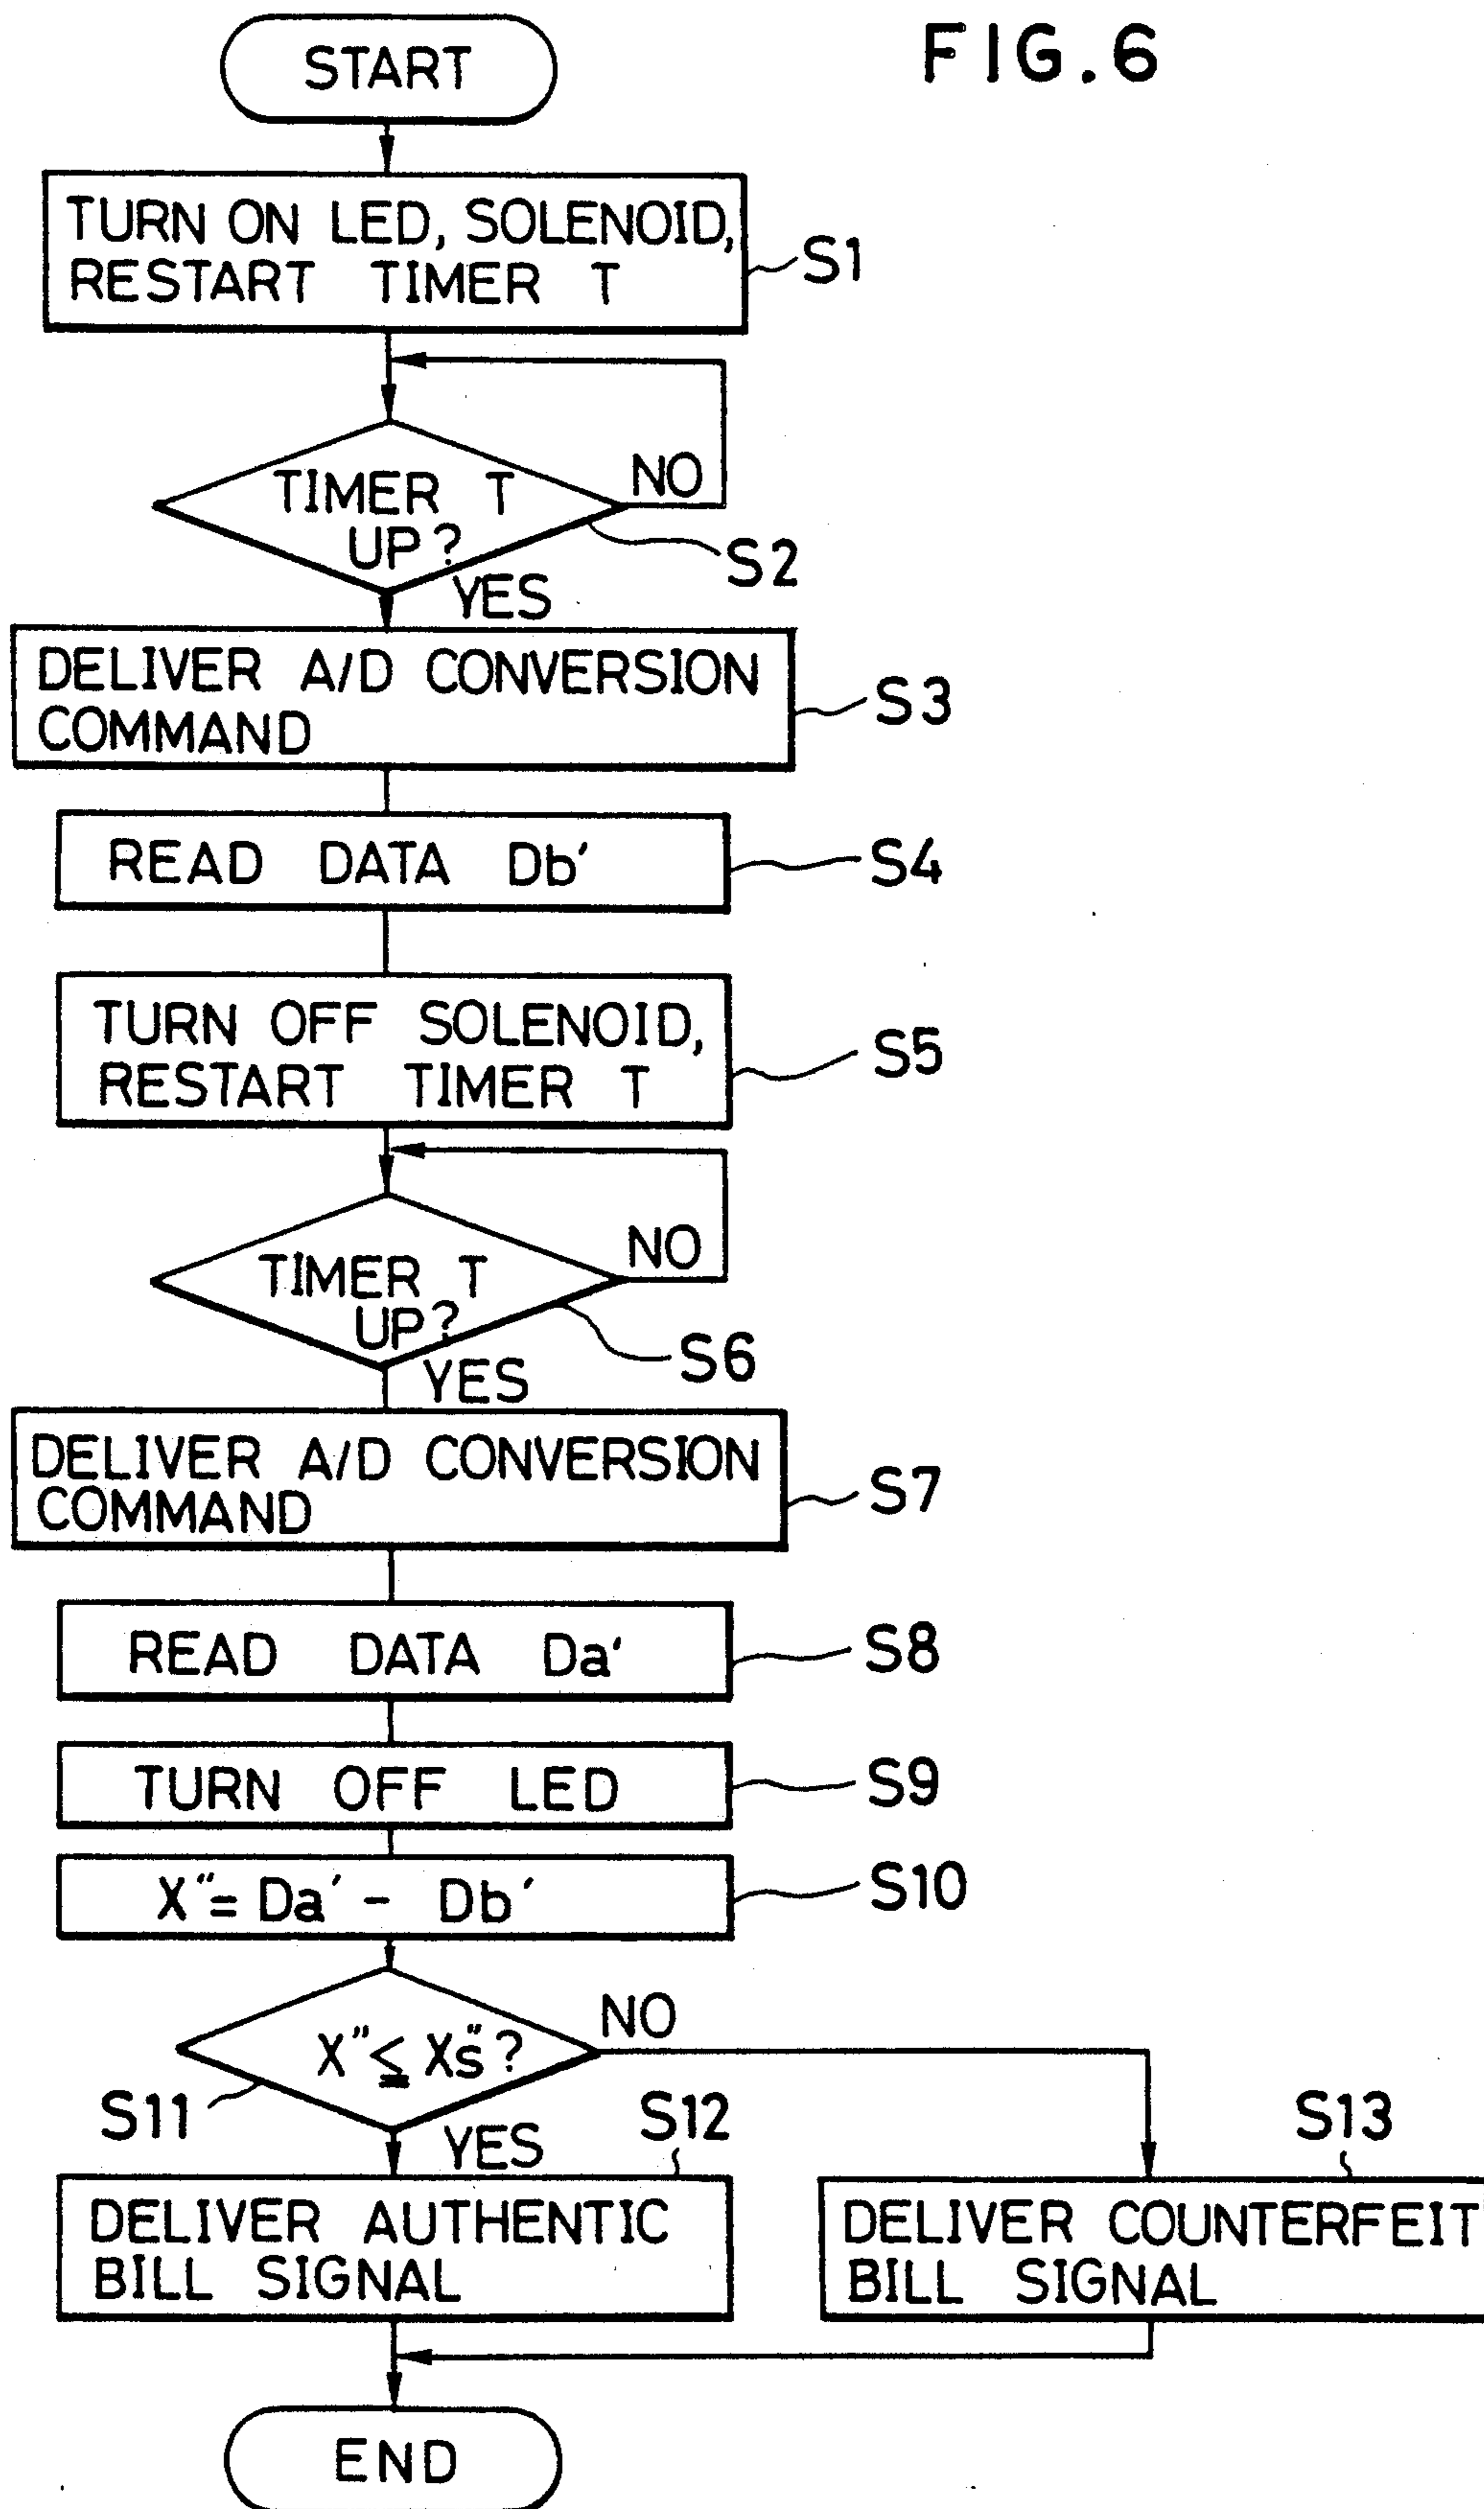 FIG.6
START
TURN ON LED, SOLENOID,
RESTART TIMER T
S1
TIMER T
UP?
NO
S2
YES
DELIVER A/D CONVERSION
COMMAND
S3
READ DATA Db′
S4
TURN OFF SOLENOID,
RESTART TIMER T
S5
TIMER T
UP?
NO
S6
YES
DELIVER A/D CONVERSION
COMMAND
S7
READ DATA Da′
S8
TURN OFF LED
S9
X″= Da′ - Db′
S10
X″≦ Xs″?
NO
S11
YES
S12
DELIVER AUTHENTIC
BILL SIGNAL
S13
DELIVER COUNTERFEIT
BILL SIGNAL
END